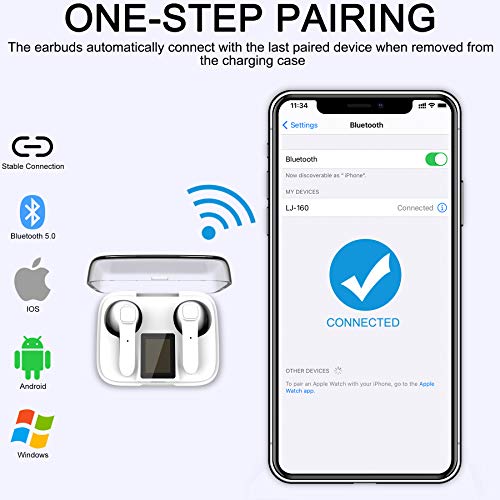 ONE-STEP PAIRING
The earbuds automatically connect with the last paired device when removed from
the charging case
Stable Connection
Bluetooth 5.0
IOS
Android
Windows
11:34
Settings
Bluetooth
Bluetooth
Now discoverable as " iPhone".
MY DEVICES
LJ-160 Connected
CONNECTED
OTHER DEVICES
To pair an Apple Watch with your iPhone, go to the Apple
Watch app.